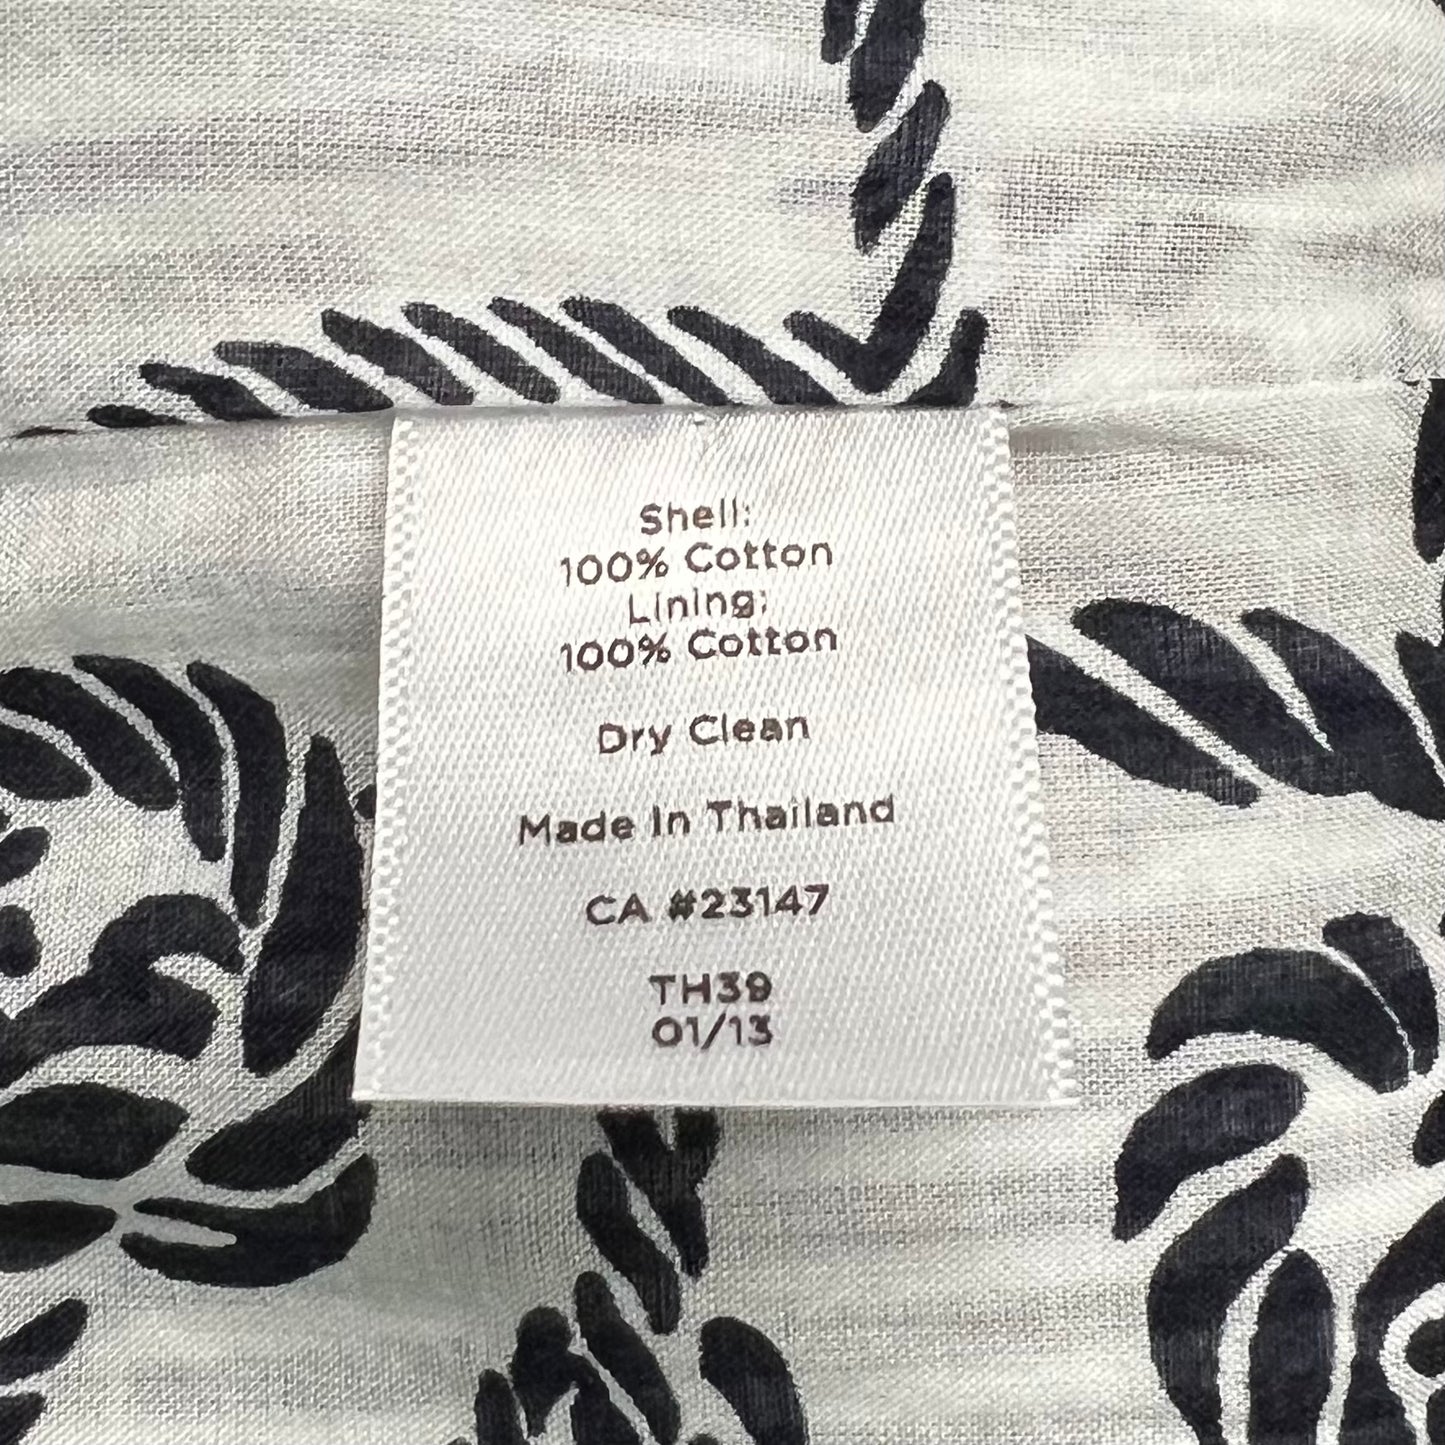 Shell:
100% Cotton
Lining:
100% Cotton
Dry Clean
Made In Thailand
CA #23147
TH39
01/13